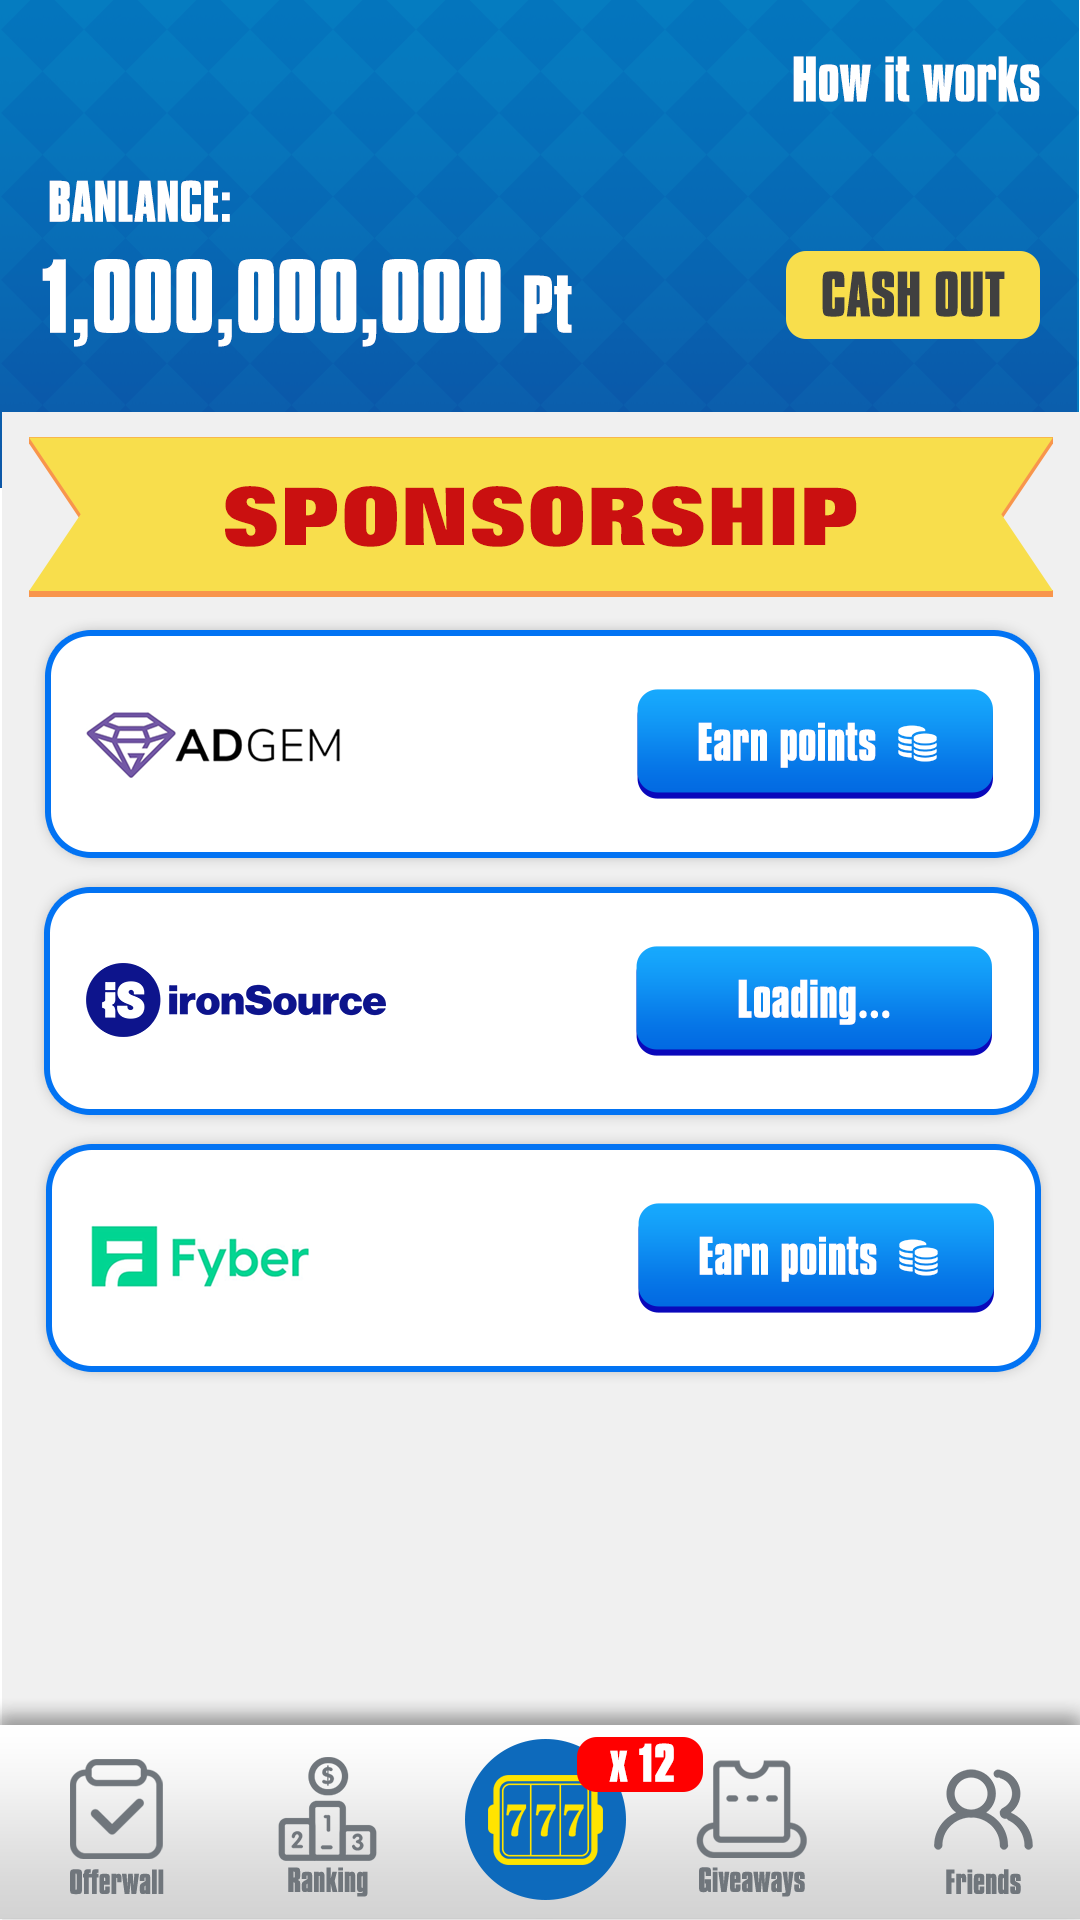 How it works
BANLANCE:
1,000,000,000 Pt
CASH OUT
SPONSORSHIP
ADGEM
Earn points
iS ironSource
Loading...
Fyber
Earn points
x 12
$
1
2
3
777
Offerwall
Ranking
Giveaways
Friends